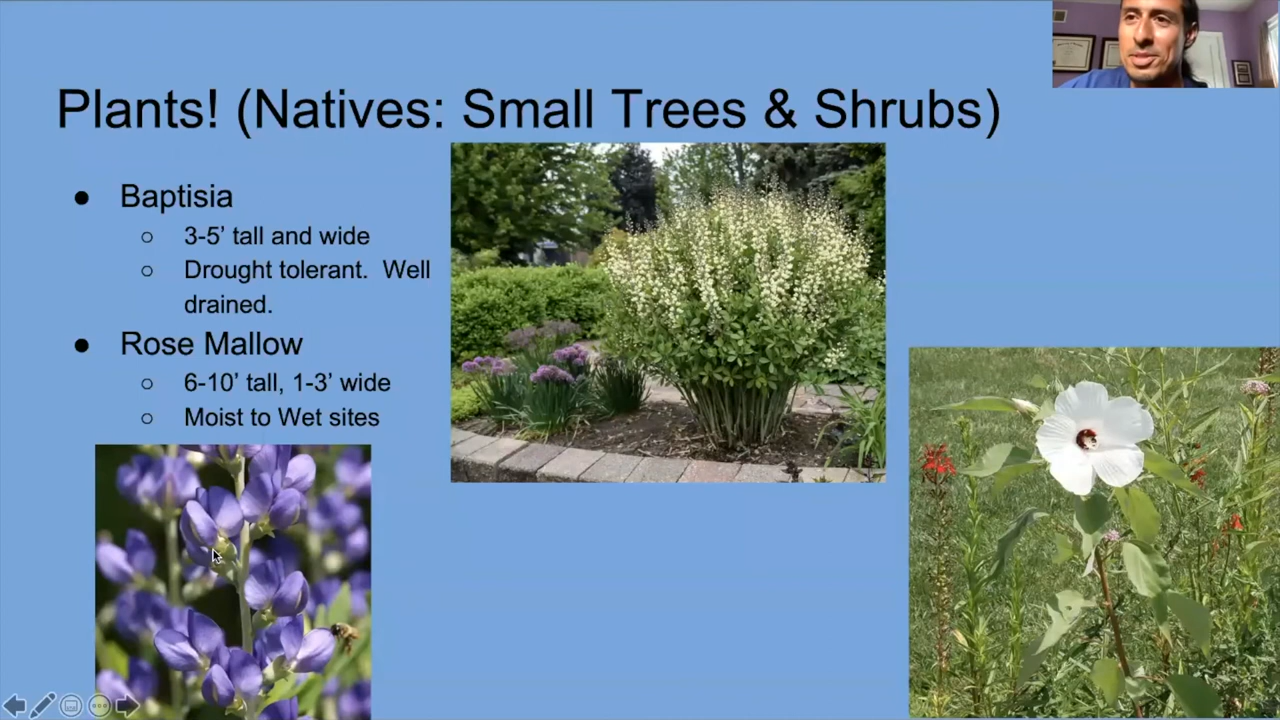 Plants! (Natives: Small Trees & Shrubs)
● Baptisia
○ 3-5’ tall and wide
○ Drought tolerant.  Well
drained.
● Rose Mallow
○ 6-10’ tall, 1-3’ wide
○ Moist to Wet sites